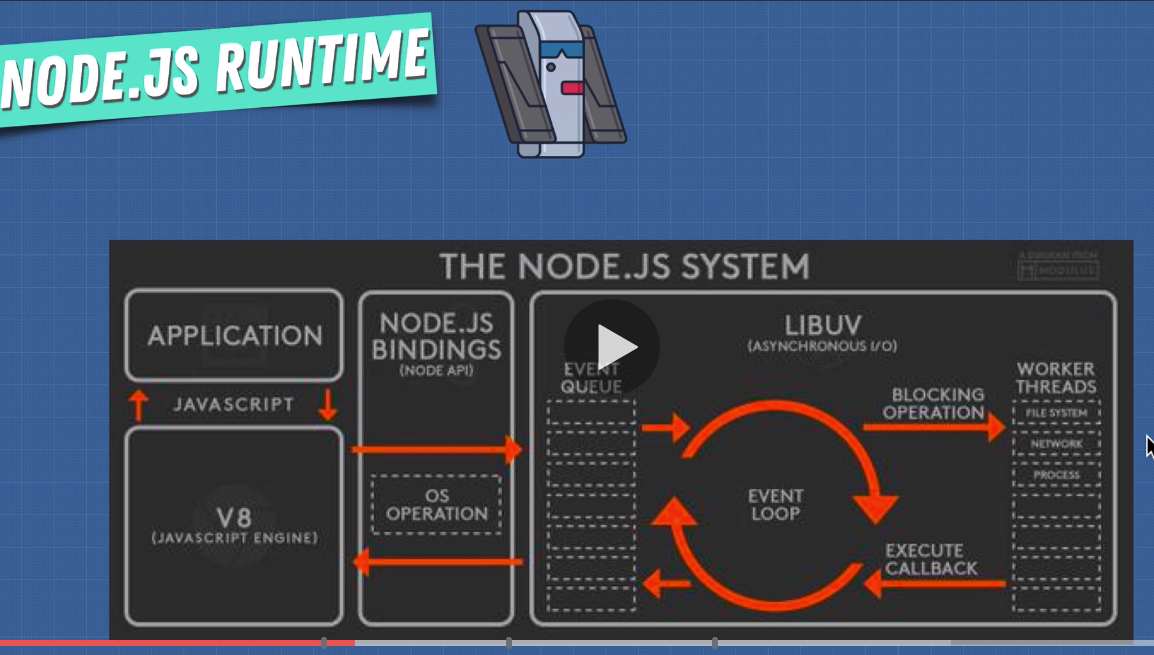 NODE.JS RUNTIME
THE NODE.JS SYSTEM
A DIAGRAM FROM
MODULUS
APPLICATION
JAVASCRIPT
V8
(JAVASCRIPT ENGINE)
NODE.JS
BINDINGS
(NODE API)
OS
OPERATION
LIBUV
(ASYNCHRONOUS I/O)
EVENT
QUEUE
EVENT
LOOP
BLOCKING
OPERATION
EXECUTE
CALLBACK
WORKER
THREADS
FILE SYSTEM
NETWORK
PROCESS